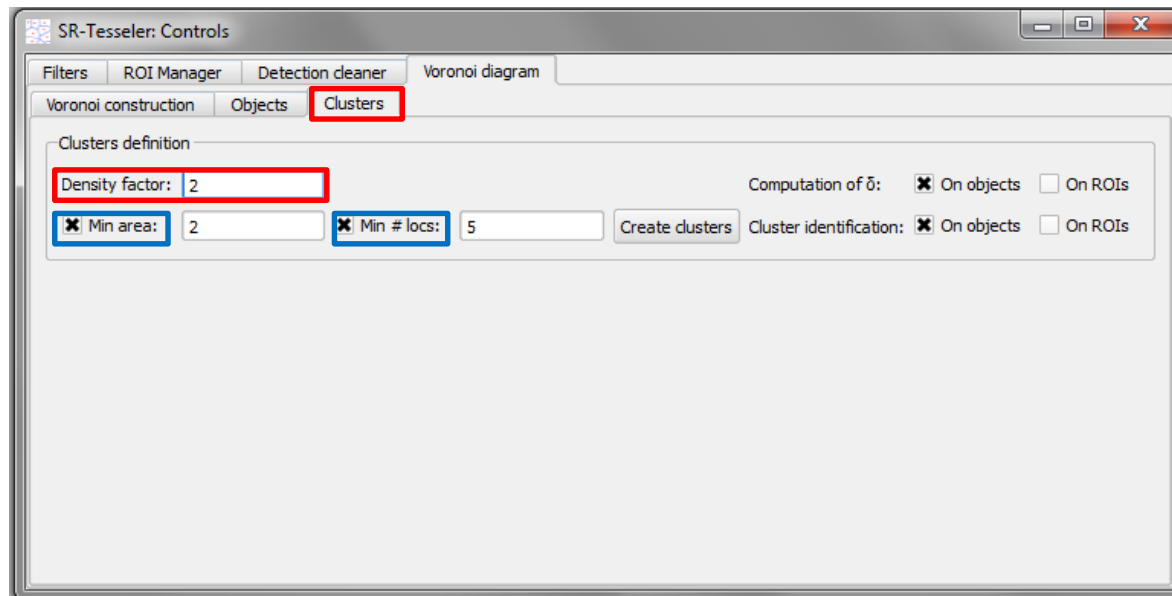 SR-Tesseler: Controls
Filters ROI Manager Detection cleaner Voronoi diagram
Voronoi construction Objects Clusters
Clusters definition
Density factor: 2 Computation of δ: On objects On ROIs
Min area: 2 Min # locs: 5 Create clusters Cluster identification: On objects On ROIs